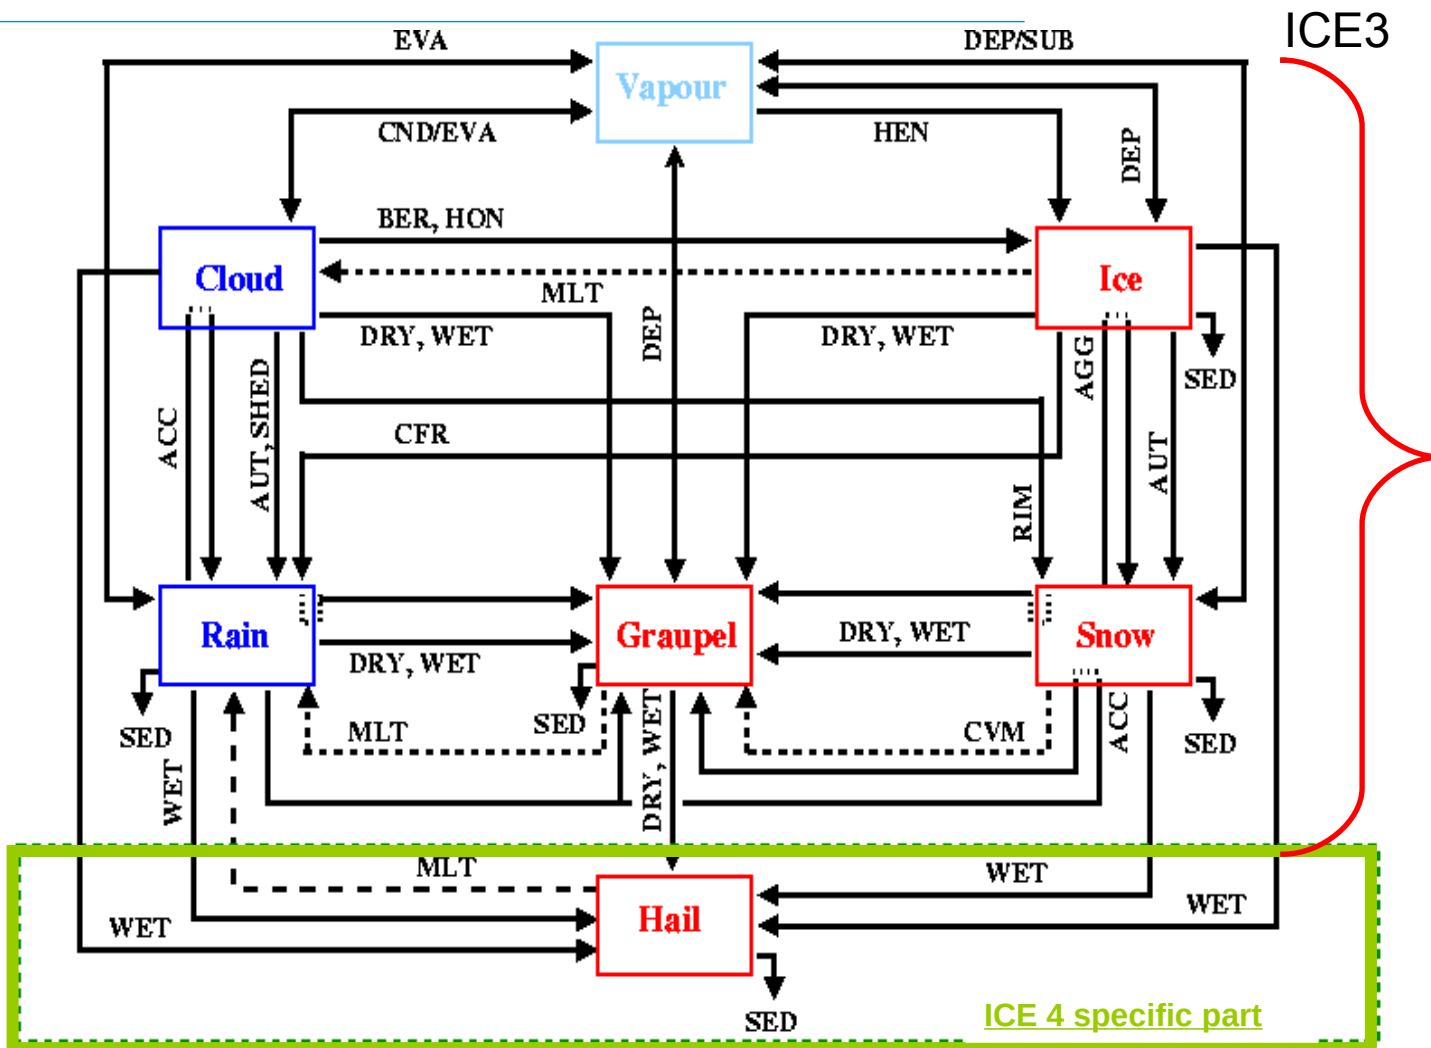 ICE3
EVA
DEP/SUB
Vapour
CND/EVA
HEN
DEP
BER, HON
Cloud
Ice
MLT
DRY, WET
DEP
DRY, WET
AGG
SED
ACC
AUT, SHED
CFR
AUT
RIM
Rain
Graupel
Snow
DRY, WET
DRY, WET
SED
SED
SED
MLT
DRY, WET
CVM
ACC
WET
MLT
WET
WET
WET
Hail
SED
ICE 4 specific part